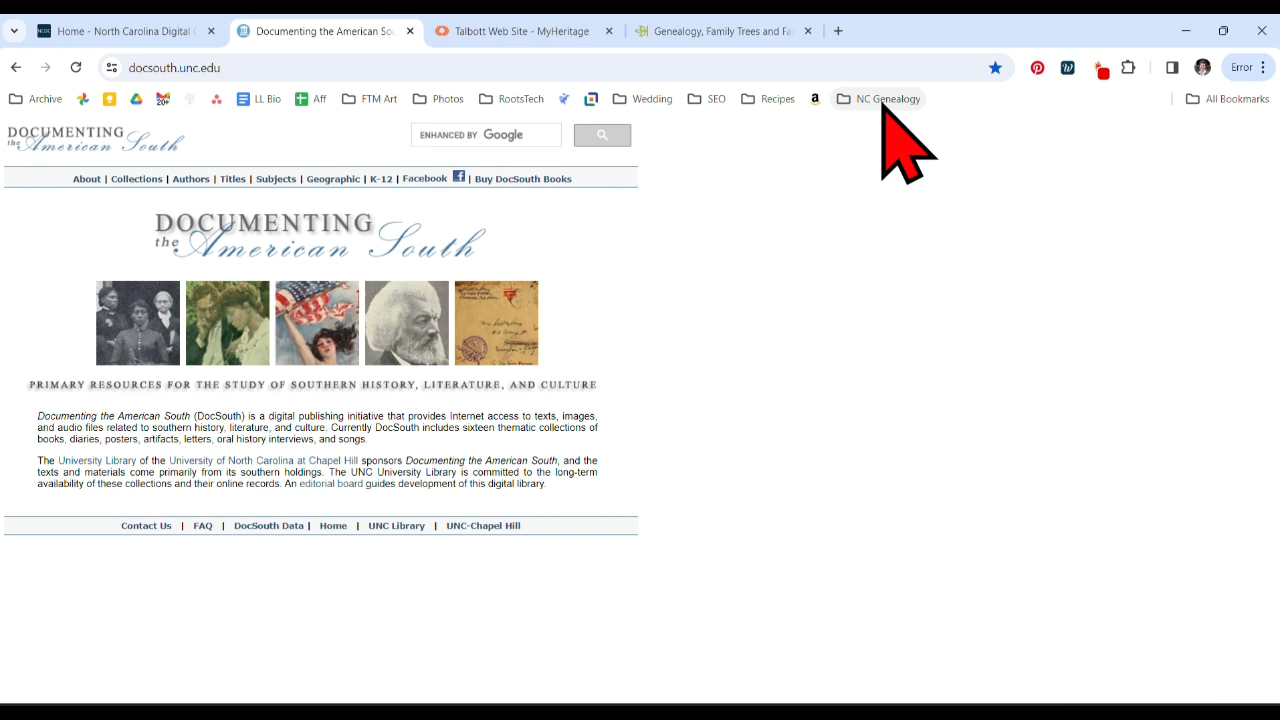 Home - North Carolina Digital
Documenting the American Sou
Talbott Web Site - MyHeritage
Genealogy, Family Trees and Fa
docsouth.unc.edu
Error
Archive
20+
LL Bio
Aff
FTM Art
Photos
RootsTech
Wedding
SEO
Recipes
a
NC Genealogy
All Bookmarks
DOCUMENTING
the American South
ENHANCED BY Google
About | Collections | Authors | Titles | Subjects | Geographic | K-12 | Facebook f | Buy DocSouth Books
DOCUMENTING
the American South
PRIMARY RESOURCES FOR THE STUDY OF SOUTHERN HISTORY, LITERATURE, AND CULTURE
Documenting the American South (DocSouth) is a digital publishing initiative that provides Internet access to texts, images,
and audio files related to southern history, literature, and culture. Currently DocSouth includes sixteen thematic collections of
books, diaries, posters, artifacts, letters, oral history interviews, and songs.
The University Library of the University of North Carolina at Chapel Hill sponsors Documenting the American South, and the
texts and materials come primarily from its southern holdings. The UNC University Library is committed to the long-term
availability of these collections and their online records. An editorial board guides development of this digital library.
Contact Us | FAQ | DocSouth Data | Home | UNC Library | UNC-Chapel Hill